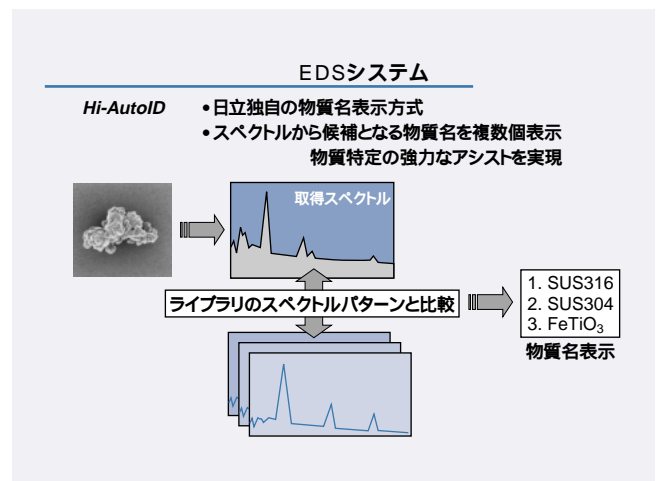 EDSシステム
Hi-AutoID
•日立独自の物質名表示方式
•スペクトルから候補となる物質名を複数個表示
物質特定の強力なアシストを実現
取得スペクトル
ライブラリのスペクトルパターンと比較
1. SUS316
2. SUS304
3. FeTiO₃
物質名表示